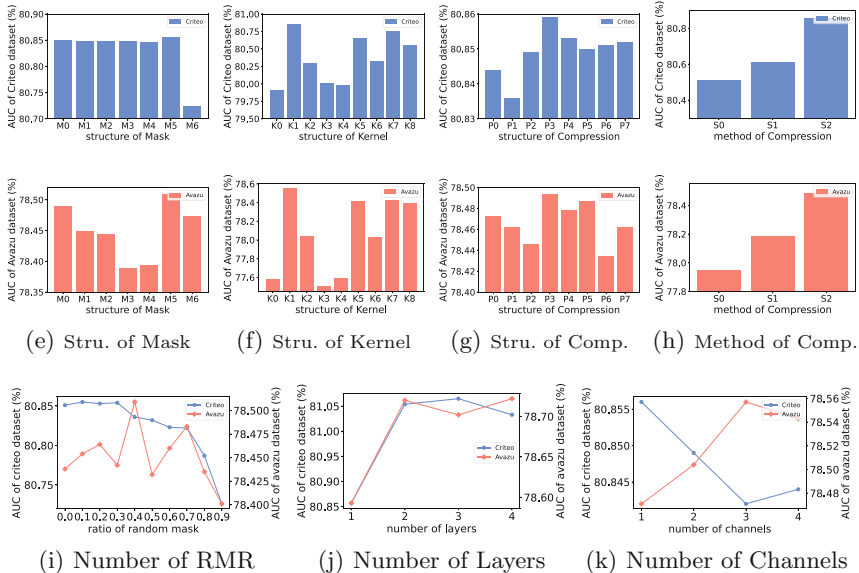 AUC of Criteo dataset (%)
80.90
80.85
80.80
80.75
80.70
Criteo
M0 M1 M2 M3 M4 M5 M6
structure of Mask
AUC of Criteo dataset (%)
81.00
80.50
80.00
79.50
Criteo
K0 K1 K2 K3 K4 K5 K6 K7 K8
structure of Kernel
AUC of Criteo dataset (%)
80.86
80.85
80.84
80.83
Criteo
P0 P1 P2 P3 P4 P5 P6 P7
structure of Compression
AUC of Criteo dataset (%)
80.8
80.6
80.4
Criteo
S0 S1 S2
method of Compression
AUC of Avazu dataset (%)
78.50
78.45
78.40
78.35
Avazu
M0 M1 M2 M3 M4 M5 M6
structure of Mask
AUC of Avazu dataset (%)
78.6
78.4
78.2
78.0
77.8
77.6
Avazu
K0 K1 K2 K3 K4 K5 K6 K7 K8
structure of Kernel
AUC of Avazu dataset (%)
78.50
78.48
78.46
78.44
78.42
78.40
Avazu
P0 P1 P2 P3 P4 P5 P6 P7
structure of Compression
AUC of Avazu dataset (%)
78.4
78.2
78.0
77.8
Avazu
S0 S1 S2
method of Compression
(e) Stru. of Mask
(f) Stru. of Kernel
(g) Stru. of Comp.
(h) Method of Comp.
AUC of criteo dataset (%)
80.85
80.80
80.75
Criteo
Avazu
78.500
78.475
78.450
78.425
78.400
AUC of avazu dataset (%)
0.0 0.1 0.2 0.3 0.4 0.5 0.6 0.7 0.8 0.9
ratio of random mask
AUC of criteo dataset (%)
81.05
81.00
80.95
80.90
80.85
Criteo
Avazu
78.70
78.65
78.60
AUC of avazu dataset (%)
1 2 3 4
number of layers
AUC of criteo dataset (%)
80.855
80.850
80.845
Criteo
Avazu
78.56
78.54
78.52
78.50
78.48
AUC of avazu dataset (%)
1 2 3 4
number of channels
(i) Number of RMR
(j) Number of Layers
(k) Number of Channels